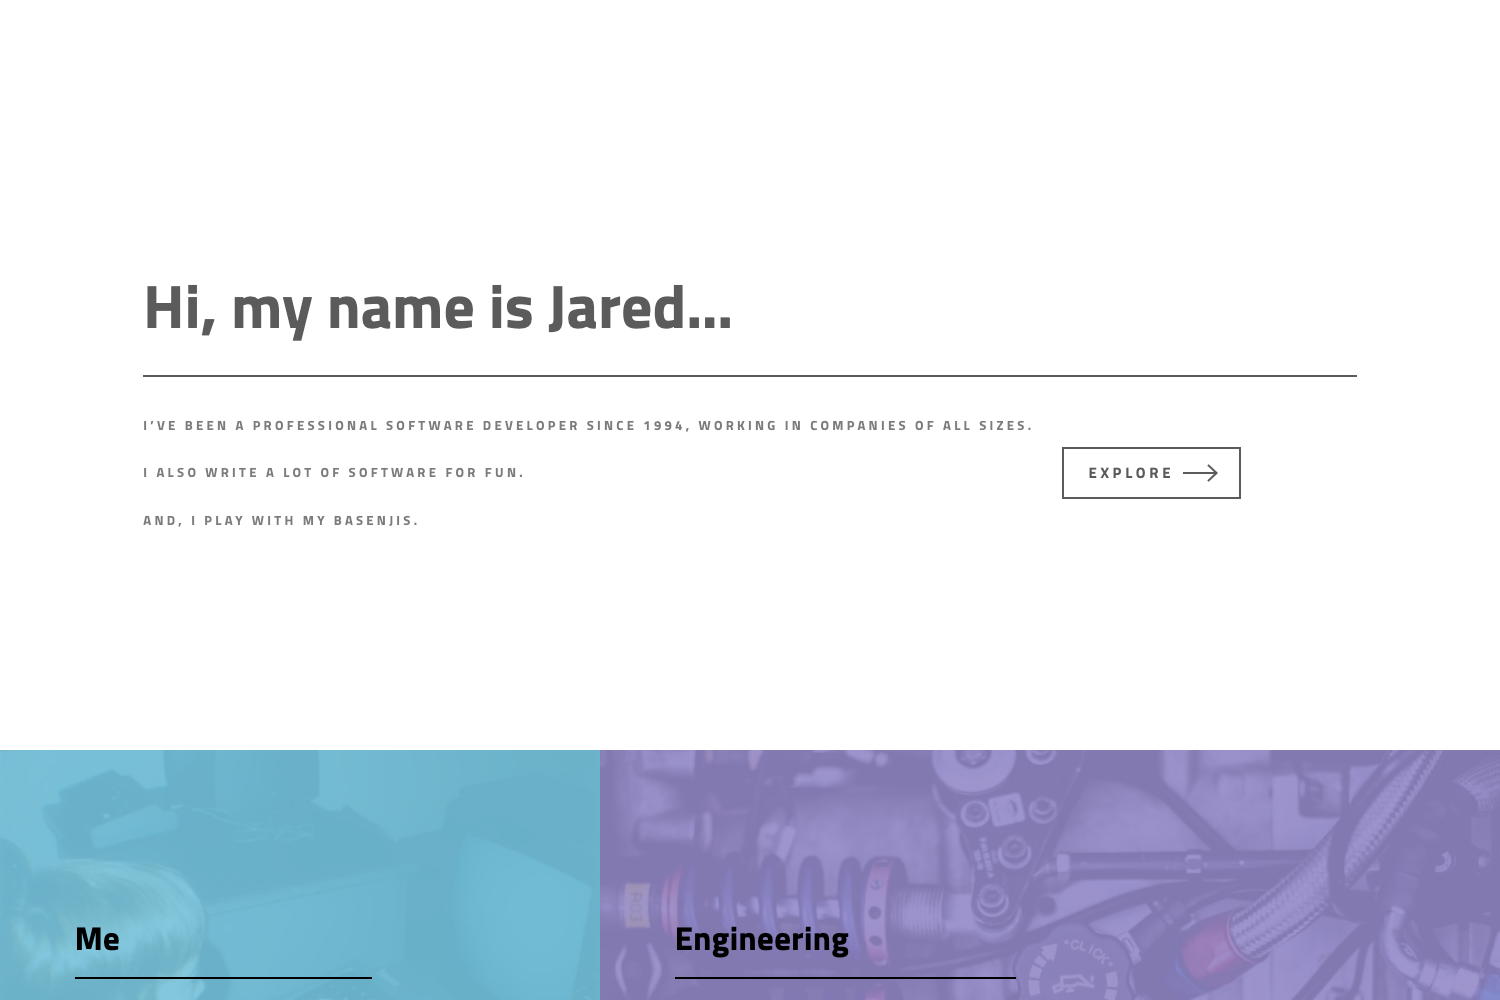 Hi, my name is Jared...
I'VE BEEN A PROFESSIONAL SOFTWARE DEVELOPER SINCE 1994, WORKING IN COMPANIES OF ALL SIZES.
I ALSO WRITE A LOT OF SOFTWARE FOR FUN.
EXPLORE
AND, I PLAY WITH MY BASENJIS.
Me
Engineering
*CLICK*